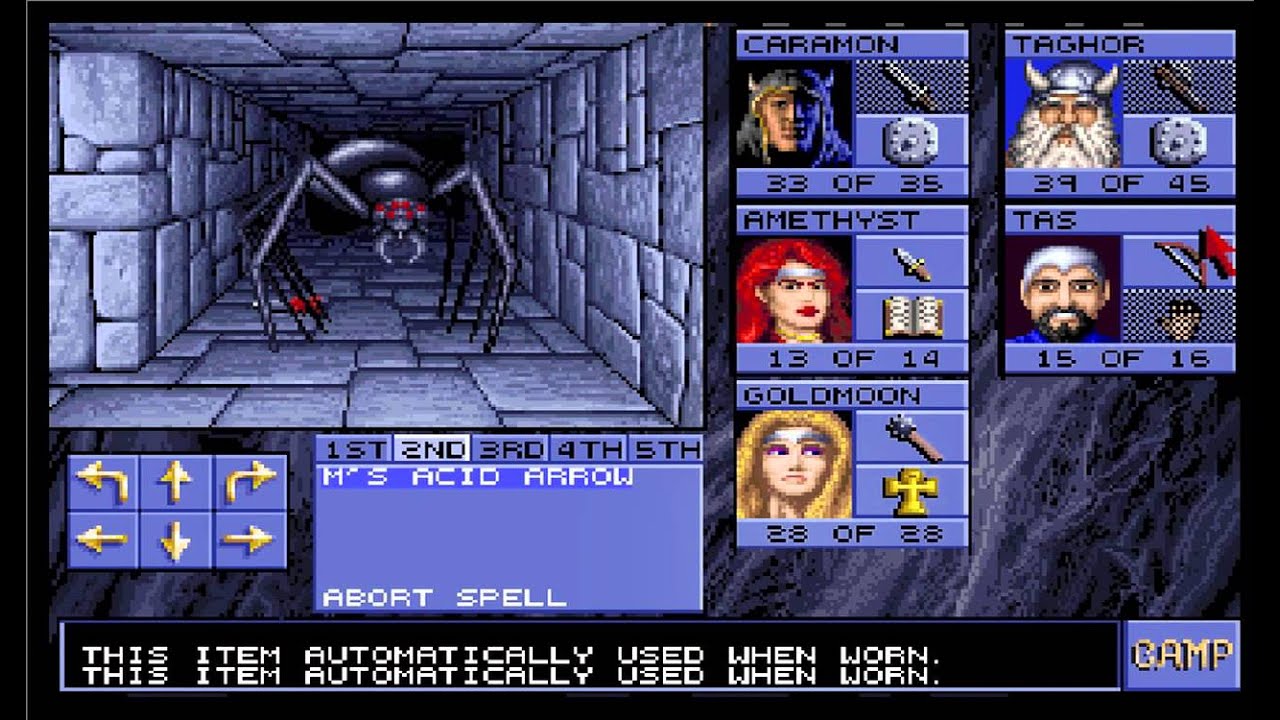 CARAMON
33 OF 35
TAGHOR
39 OF 45
AMETHYST
13 OF 14
TAS
15 OF 16
GOLDMOON
28 OF 28
1ST 2ND 3RD 4TH 5TH
M'S ACID ARROW
ABORT SPELL
THIS ITEM AUTOMATICALLY USED WHEN WORN.
THIS ITEM AUTOMATICALLY USED WHEN WORN.
CAMP